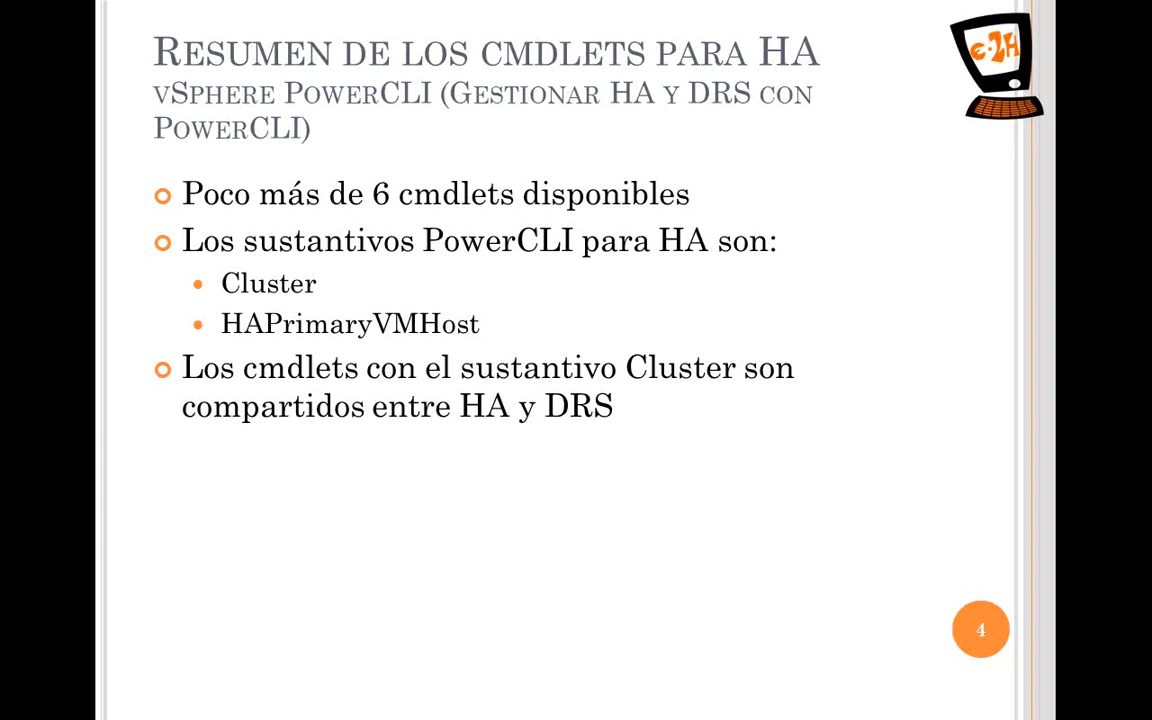 RESUMEN DE LOS CMDLETS PARA HA
VSPHERE POWERCLI (GESTIONAR HA Y DRS CON
POWERCLI)
e-2H
Poco más de 6 cmdlets disponibles
Los sustantivos PowerCLI para HA son:
Cluster
HAPrimaryVMHost
Los cmdlets con el sustantivo Cluster son
compartidos entre HA y DRS
4